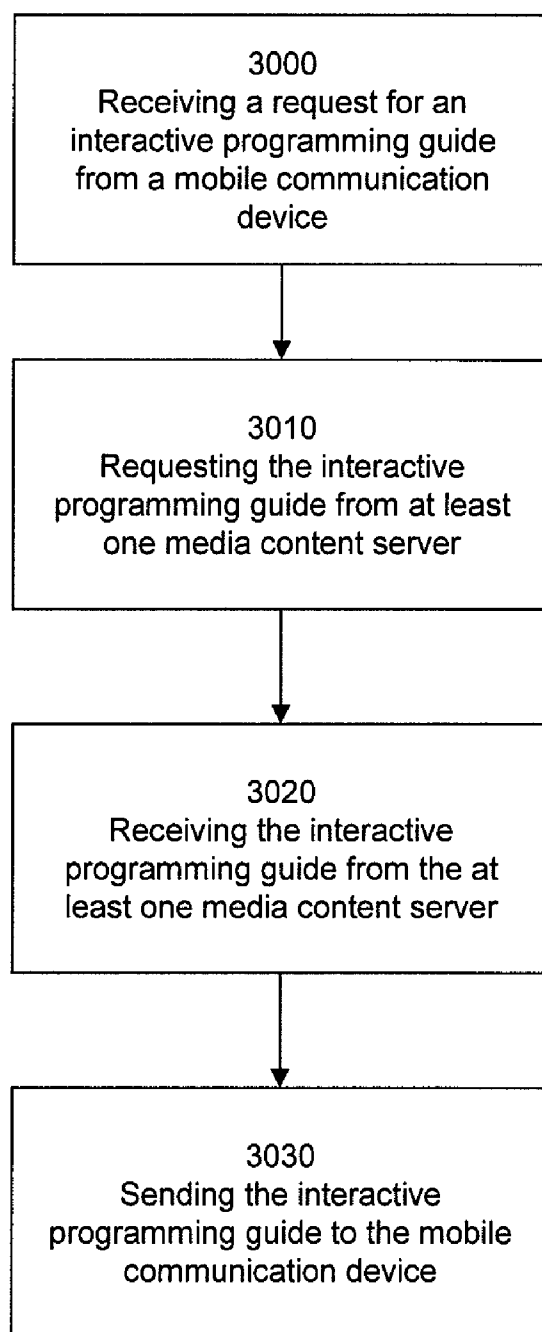 3000
Receiving a request for an
interactive programming guide
from a mobile communication
device
3010
Requesting the interactive
programming guide from at least
one media content server
3020
Receiving the interactive
programming guide from the at
least one media content server
3030
Sending the interactive
programming guide to the mobile
communication device